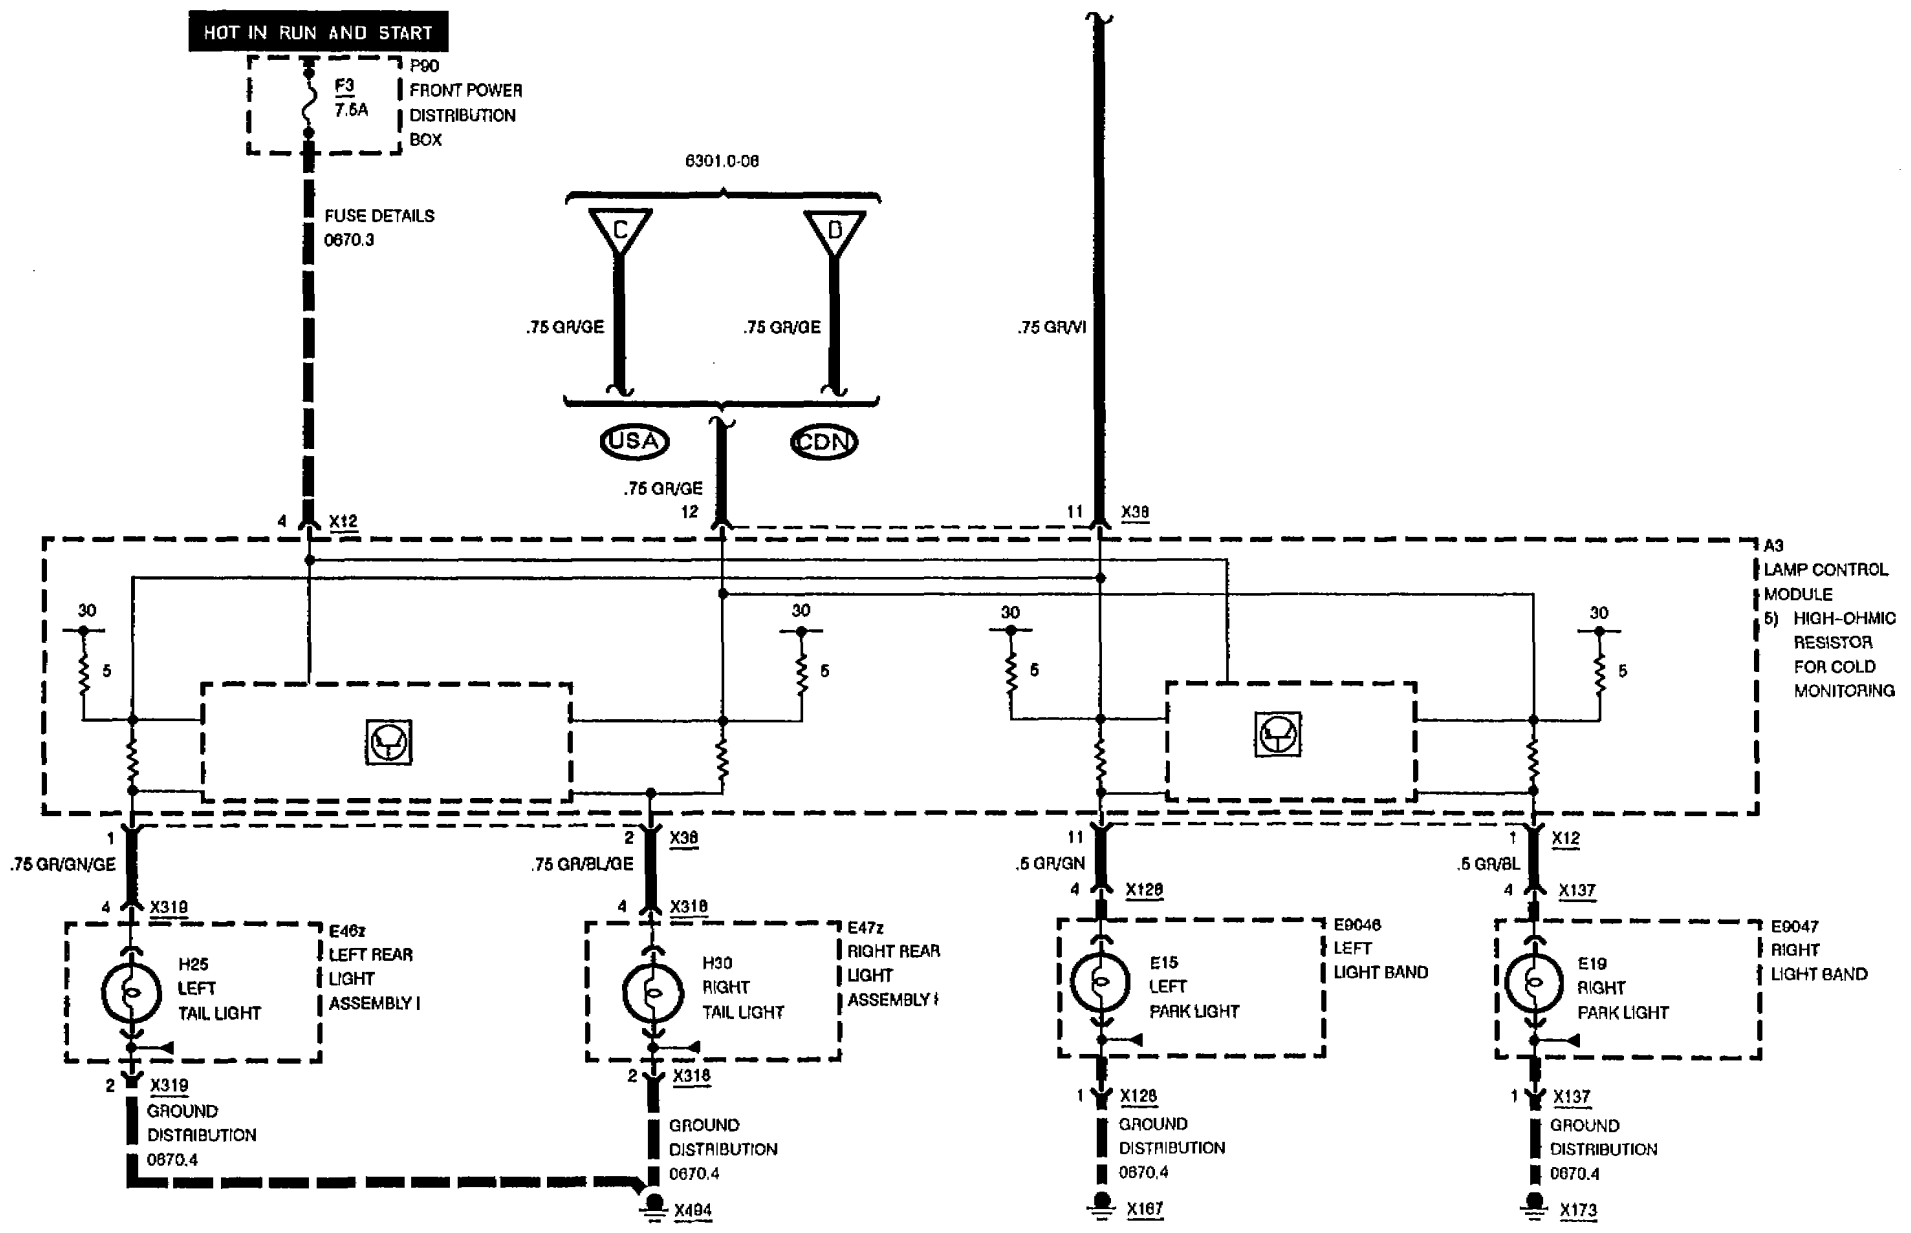 HOT IN RUN AND START
P90
FRONT POWER
DISTRIBUTION
BOX
F3
7.5A
FUSE DETAILS
0670.3
6301.0-06
C
D
.75 GR/GE
.75 GR/GE
.75 GR/VI
USA
CDN
.75 GR/GE
4
X12
12
11
X38
A3
LAMP CONTROL
MODULE
5) HIGH-OHMIC
RESISTOR
FOR COLD
MONITORING
30
30
30
30
5
5
5
5
1
2
X38
11
1
X12
.75 GR/GN/GE
.75 GR/BL/GE
.5 GR/GN
.5 GR/BL
4
X319
4
X318
4
X128
4
X137
E46z
LEFT REAR
LIGHT
ASSEMBLY I
H25
LEFT
TAIL LIGHT
E47z
RIGHT REAR
LIGHT
ASSEMBLY I
H30
RIGHT
TAIL LIGHT
E9046
LEFT
LIGHT BAND
E15
LEFT
PARK LIGHT
E9047
RIGHT
LIGHT BAND
E19
RIGHT
PARK LIGHT
2
X319
2
X318
1
X128
1
X137
GROUND
DISTRIBUTION
0670.4
GROUND
DISTRIBUTION
0670.4
GROUND
DISTRIBUTION
0670.4
GROUND
DISTRIBUTION
0670.4
X494
X167
X173